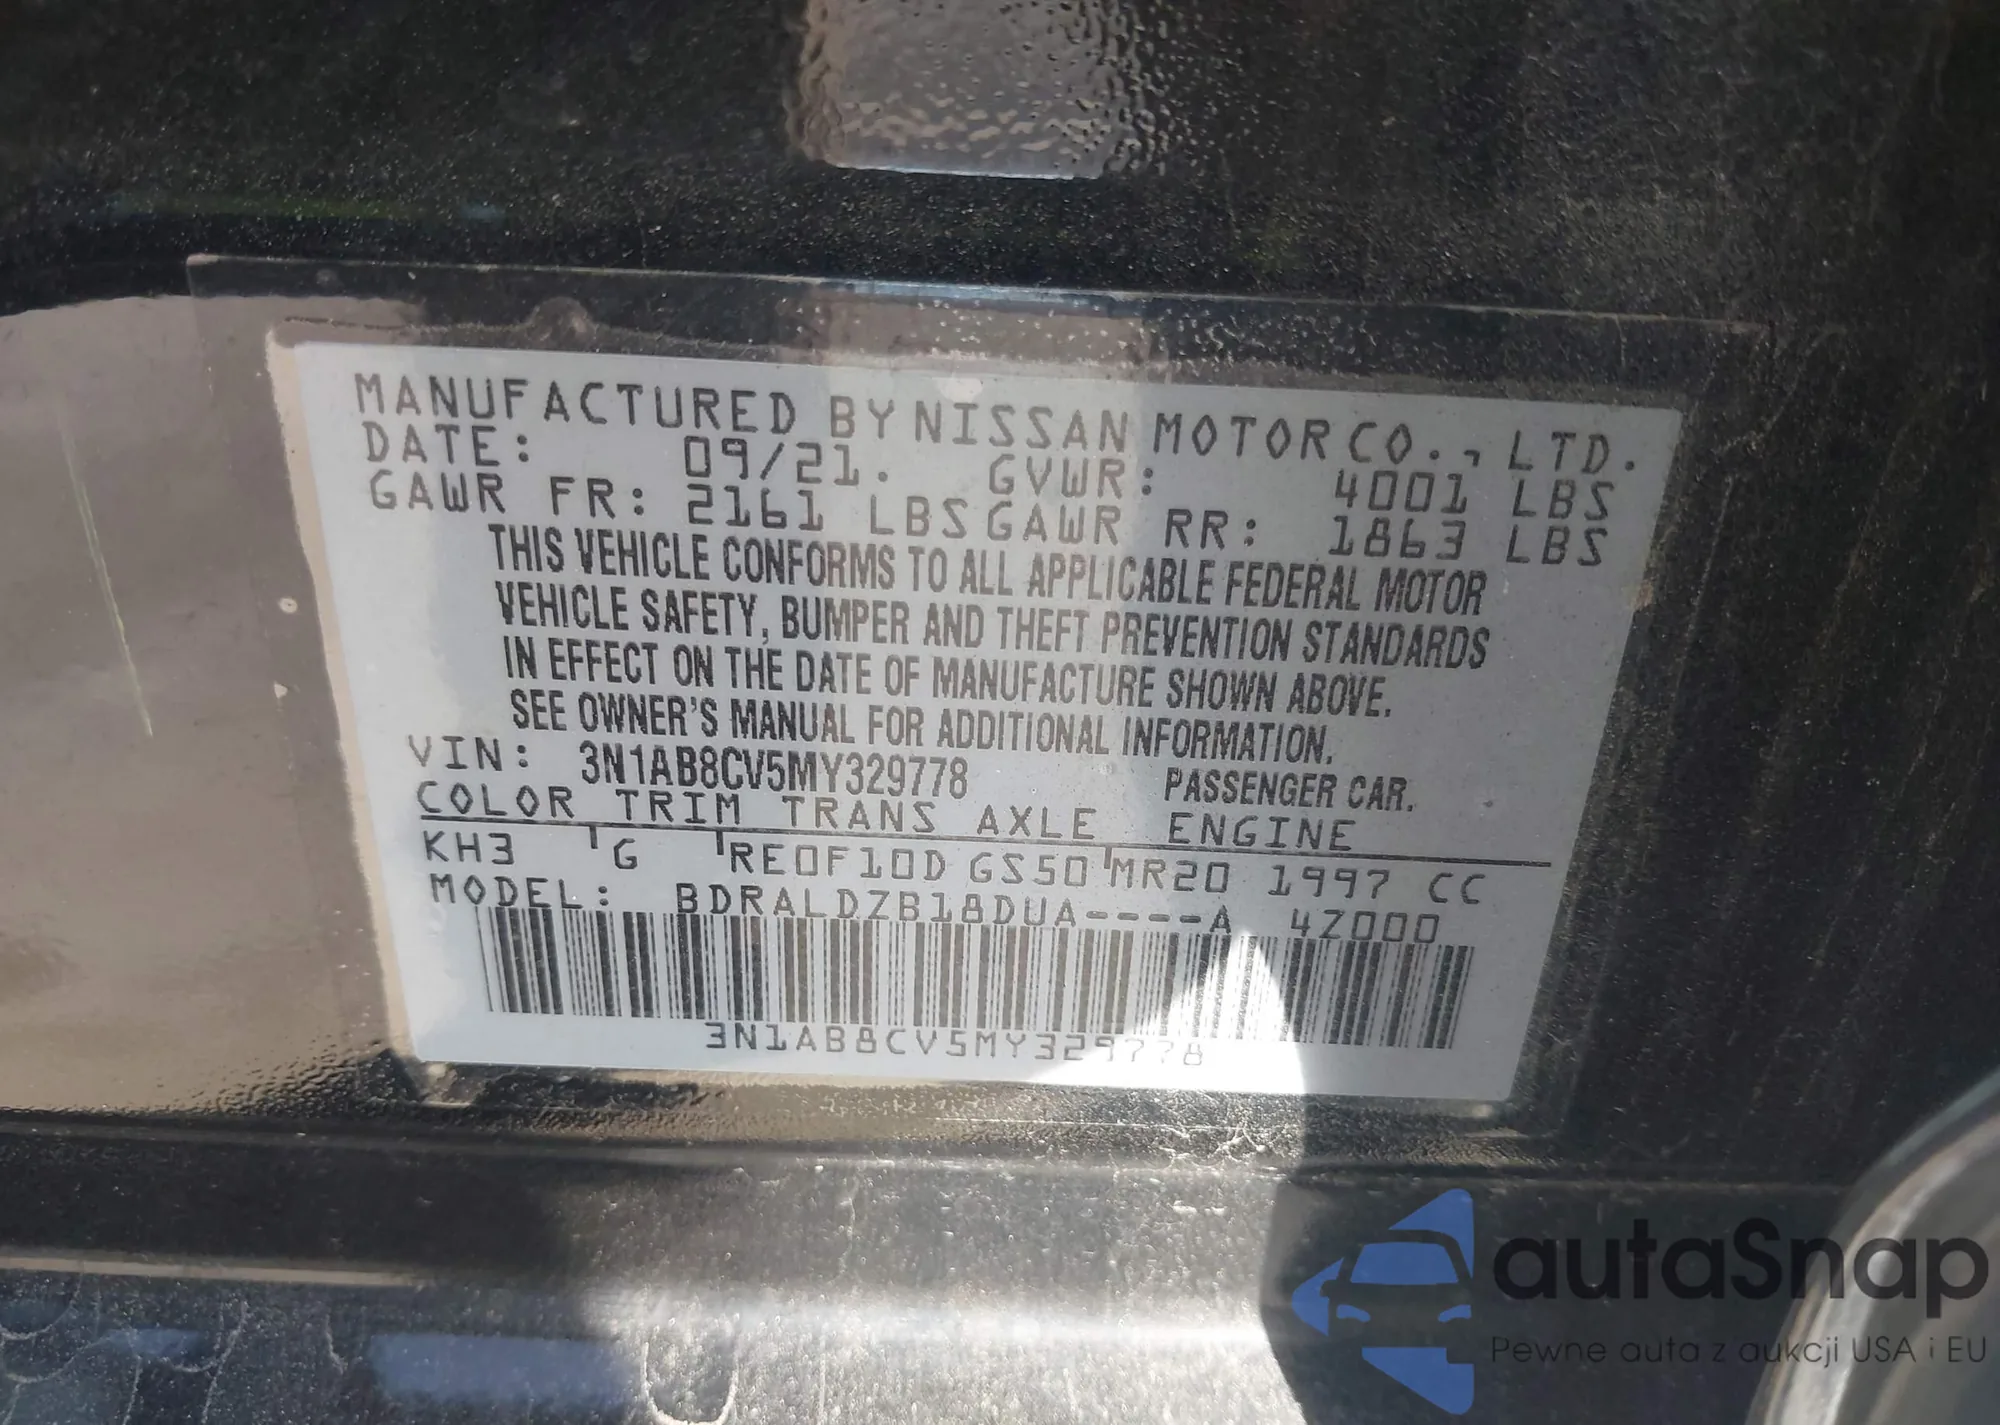 MANUFACTURED BY NISSAN MOTOR CO., LTD.
DATE: 09/21. GVWR: 4001 LBS
GAWR FR: 2161 LBS GAWR RR: 1863 LBS
THIS VEHICLE CONFORMS TO ALL APPLICABLE FEDERAL MOTOR
VEHICLE SAFETY, BUMPER AND THEFT PREVENTION STANDARDS
IN EFFECT ON THE DATE OF MANUFACTURE SHOWN ABOVE.
SEE OWNER'S MANUAL FOR ADDITIONAL INFORMATION.
VIN: 3N1AB8CV5MY329778 PASSENGER CAR.
COLOR TRIM TRANS AXLE ENGINE
KH3 G RE0F10D GS50 MR20 1997 CC
MODEL: BDRALDZB18DUA----A 4Z000
3N1AB8CV5MY329778
autaSnap
Pewne auta z aukcji USA i EU